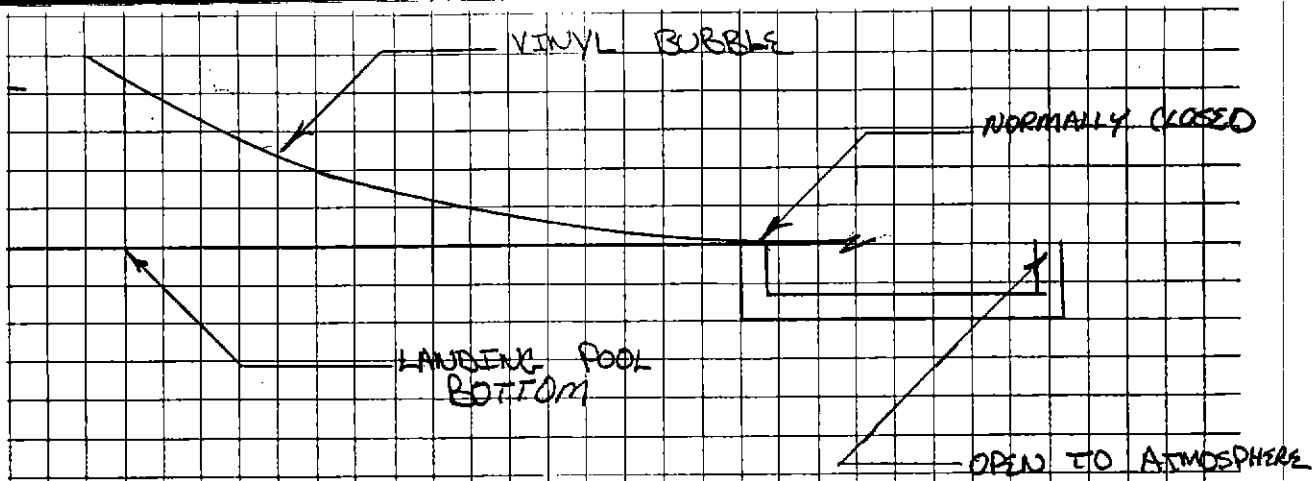 VINYL BUBBLE
NORMALLY CLOSED
LANDING POOL
BOTTOM
OPEN TO ATMOSPHERE